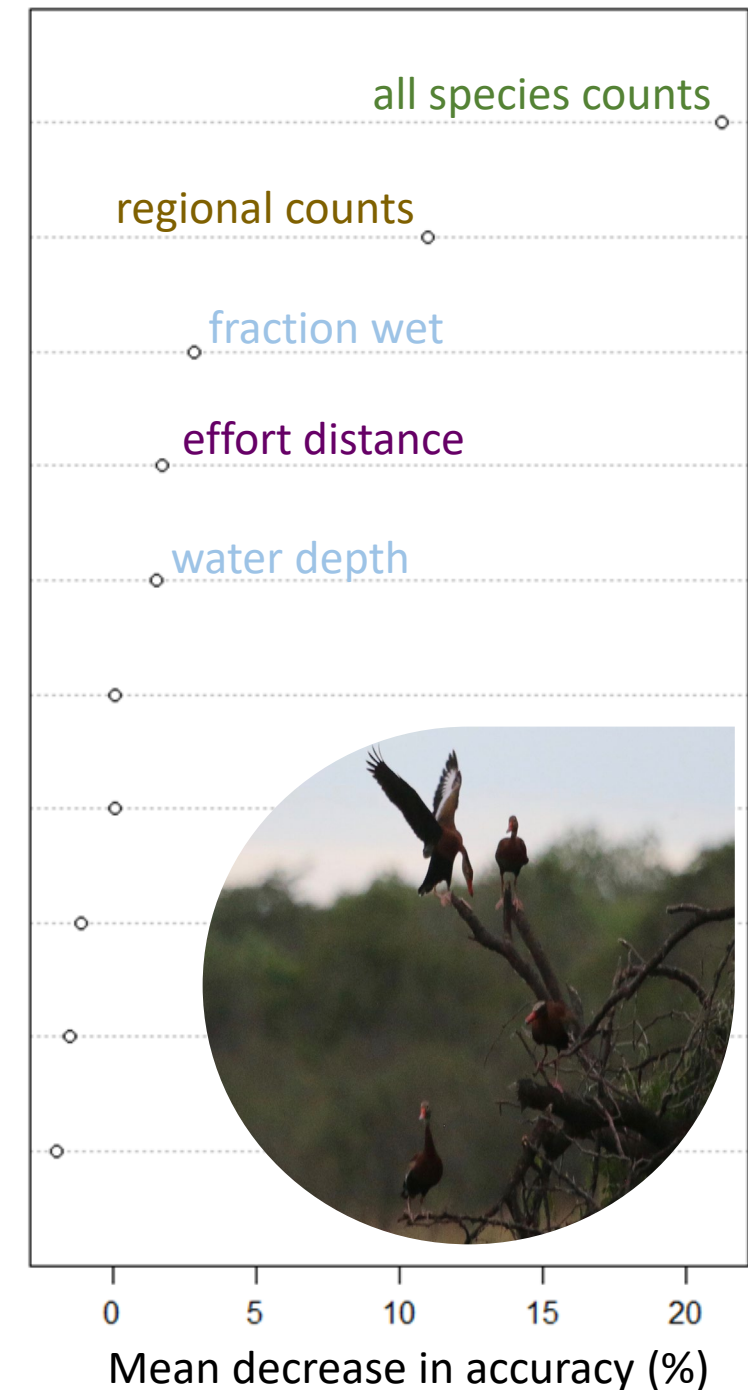 all species counts
regional counts
fraction wet
effort distance
water depth
0 5 10 15 20
Mean decrease in accuracy (%)